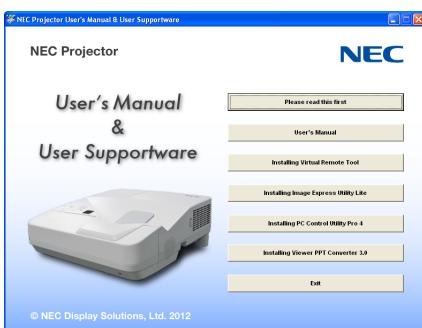 NEC Projector User's Manual & User Supportware
NEC Projector
NEC
User's Manual
&
User Supportware
Please read this first
User's Manual
Installing Virtual Remote Tool
Installing Image Express Utility Lite
Installing PC Control Utility Pro 4
Installing Viewer PPT Converter 3.0
Exit
© NEC Display Solutions, Ltd. 2012